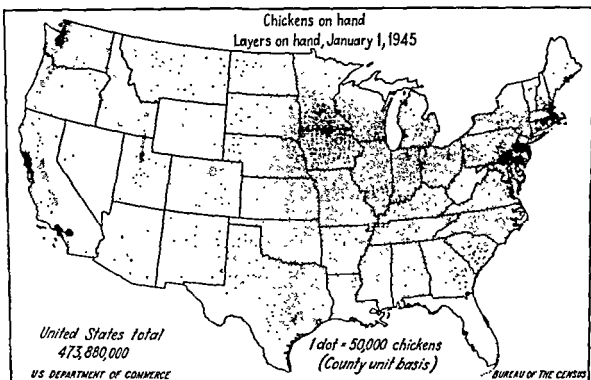 Chickens on hand
Layers on hand, January 1, 1945
United States total
473,880,000
U.S. DEPARTMENT OF COMMERCE
1 dot = 50,000 chickens
(County unit basis)
BUREAU OF THE CENSUS